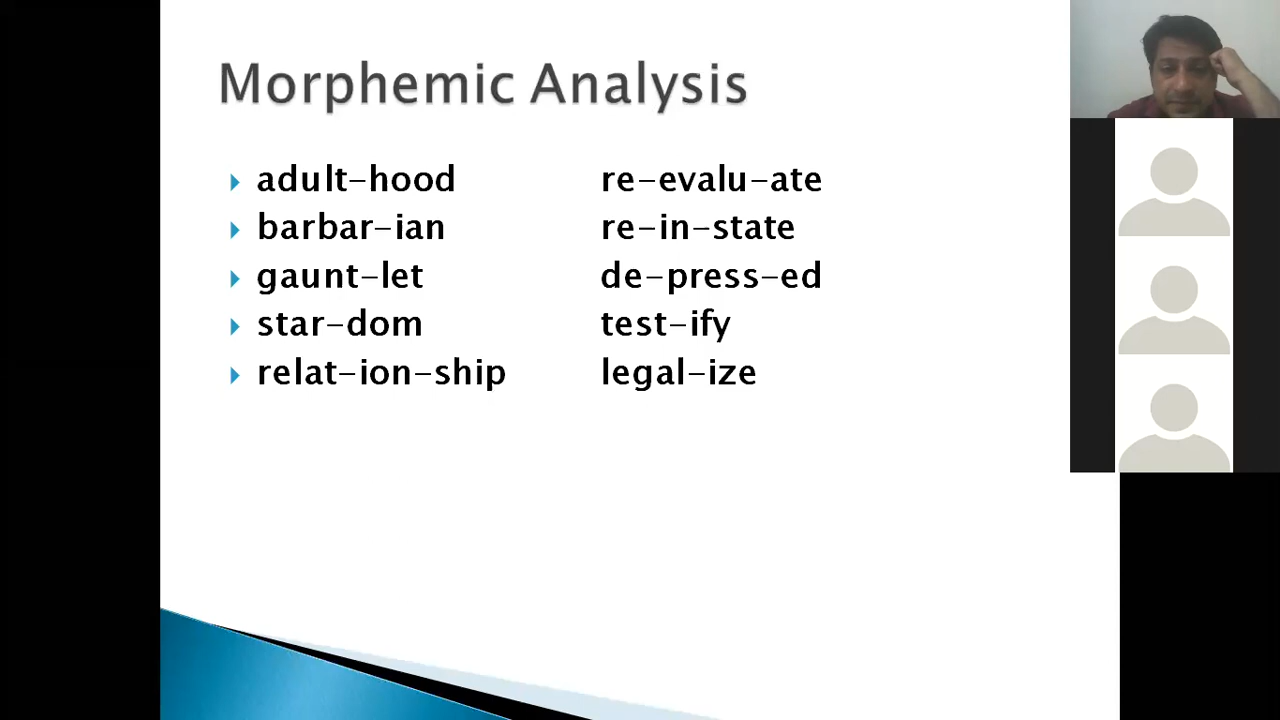 Morphemic Analysis
adult-hood re-evalu-ate
barbar-ian re-in-state
gaunt-let de-press-ed
star-dom test-ify
relat-ion-ship legal-ize